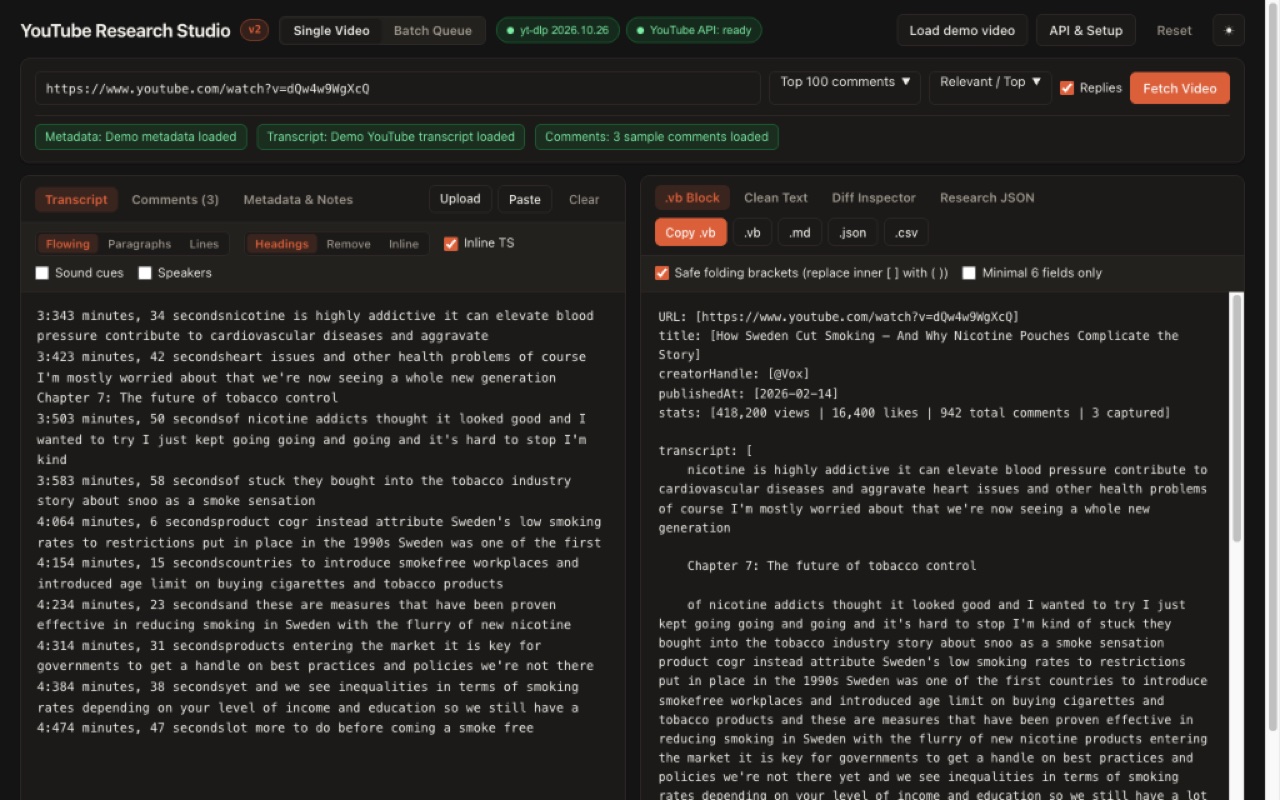 YouTube Research Studio v2 Single Video Batch Queue yt-dlp 2026.10.26 YouTube API: ready Load demo video API & Setup Reset
https://www.youtube.com/watch?v=dQw4w9WgXcQ Top 100 comments Relevant / Top Replies Fetch Video
Metadata: Demo metadata loaded Transcript: Demo YouTube transcript loaded Comments: 3 sample comments loaded
Transcript Comments (3) Metadata & Notes Upload Paste Clear
Flowing Paragraphs Lines Headings Remove Inline Inline TS
Sound cues Speakers
3:343 minutes, 34 secondsnicotine is highly addictive it can elevate blood
pressure contribute to cardiovascular diseases and aggravate
3:423 minutes, 42 secondsheart issues and other health problems of course
I'm mostly worried about that we're now seeing a whole new generation
Chapter 7: The future of tobacco control
3:503 minutes, 50 secondsof nicotine addicts thought it looked good and I
wanted to try I just kept going going and going and it's hard to stop I'm
kind
3:583 minutes, 58 secondsof stuck they bought into the tobacco industry
story about snoo as a smoke sensation
4:064 minutes, 6 secondsproduct cogr instead attribute Sweden's low smoking
rates to restrictions put in place in the 1990s Sweden was one of the first
4:154 minutes, 15 secondscountries to introduce smokefree workplaces and
introduced age limit on buying cigarettes and tobacco products
4:234 minutes, 23 secondsand these are measures that have been proven
effective in reducing smoking in Sweden with the flurry of new nicotine
4:314 minutes, 31 secondsproducts entering the market it is key for
governments to get a handle on best practices and policies we're not there
4:384 minutes, 38 secondsyet and we see inequalities in terms of smoking
rates depending on your level of income and education so we still have a
4:474 minutes, 47 secondslot more to do before coming a smoke free
.vb Block Clean Text Diff Inspector Research JSON
Copy .vb .vb .md .json .csv
Safe folding brackets (replace inner [ ] with ( )) Minimal 6 fields only
URL: [https://www.youtube.com/watch?v=dQw4w9WgXcQ]
title: [How Sweden Cut Smoking — And Why Nicotine Pouches Complicate the
Story]
creatorHandle: [@Vox]
publishedAt: [2026-02-14]
stats: [418,200 views | 16,400 likes | 942 total comments | 3 captured]
transcript: [
nicotine is highly addictive it can elevate blood pressure contribute to
cardiovascular diseases and aggravate heart issues and other health problems
of course I'm mostly worried about that we're now seeing a whole new
generation
Chapter 7: The future of tobacco control
of nicotine addicts thought it looked good and I wanted to try I just
kept going going and going and it's hard to stop I'm kind of stuck they
bought into the tobacco industry story about snoo as a smoke sensation
product cogr instead attribute Sweden's low smoking rates to restrictions
put in place in the 1990s Sweden was one of the first countries to introduce
smokefree workplaces and introduced age limit on buying cigarettes and
tobacco products and these are measures that have been proven effective in
reducing smoking in Sweden with the flurry of new nicotine products entering
the market it is key for governments to get a handle on best practices and
policies we're not there yet and we see inequalities in terms of smoking
rates depending on your level of income and education so we still have a lot